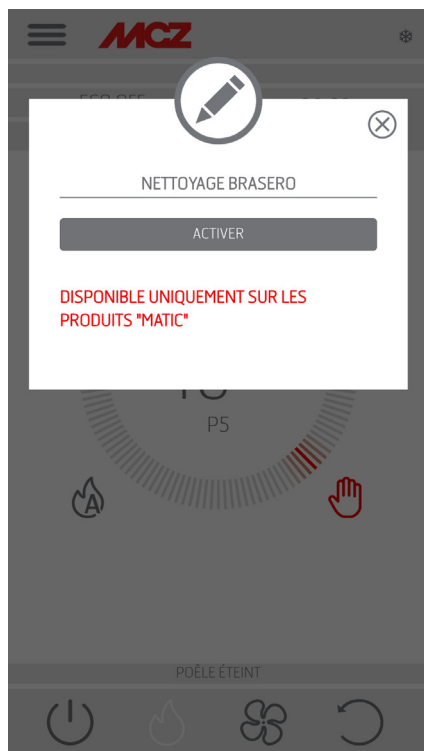 MCZ
NETTOYAGE BRASERO
ACTIVER
DISPONIBLE UNIQUEMENT SUR LES
PRODUITS "MATIC"
P5
A
POÊLE ÉTEINT